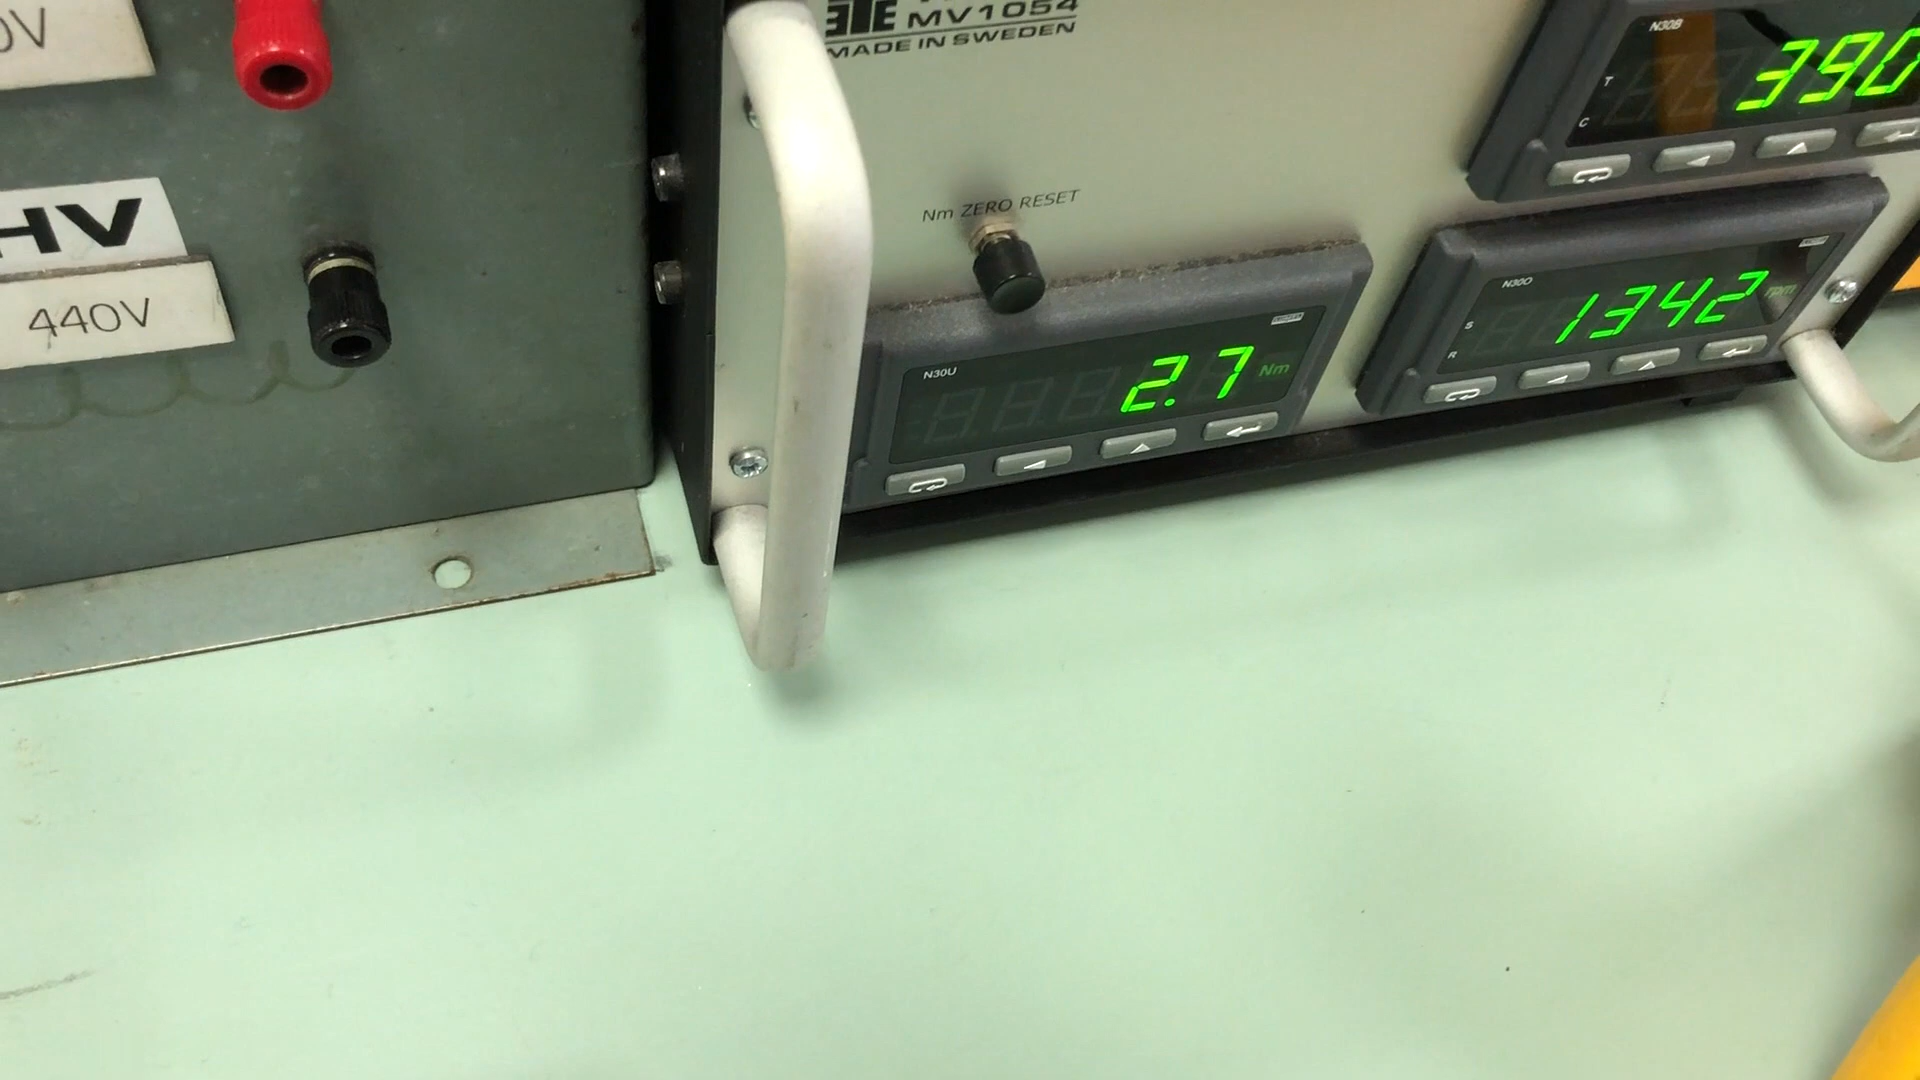 0V
HV
440V
MV1054
MADE IN SWEDEN
Nm ZERO RESET
N30U
2.7 Nm
N30B
T
C
390
N30O
S
R
1342 rpm